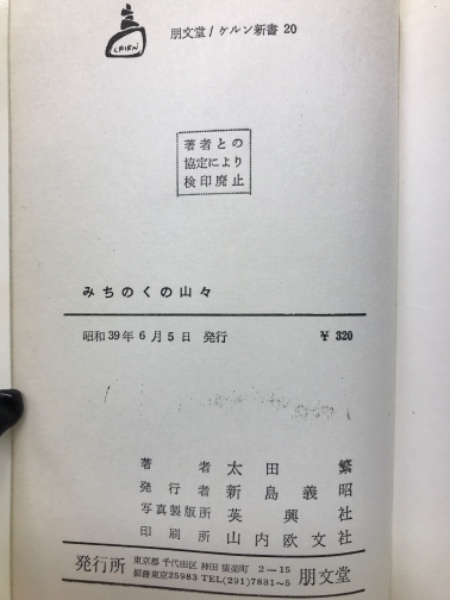 CAIRN
朋文堂/ケルン新書 20
著者との
協定により
検印廃止
みちのくの山々
昭和39年6月5日 発行 ¥ 320
著者 太田 繁
発行者 新島義昭
写真製版所 英興社
印刷所 山内欧文社
発行所 東京都千代田区神田猿楽町 2-15 朋文堂
振替東京25983 TEL(291)7881~5